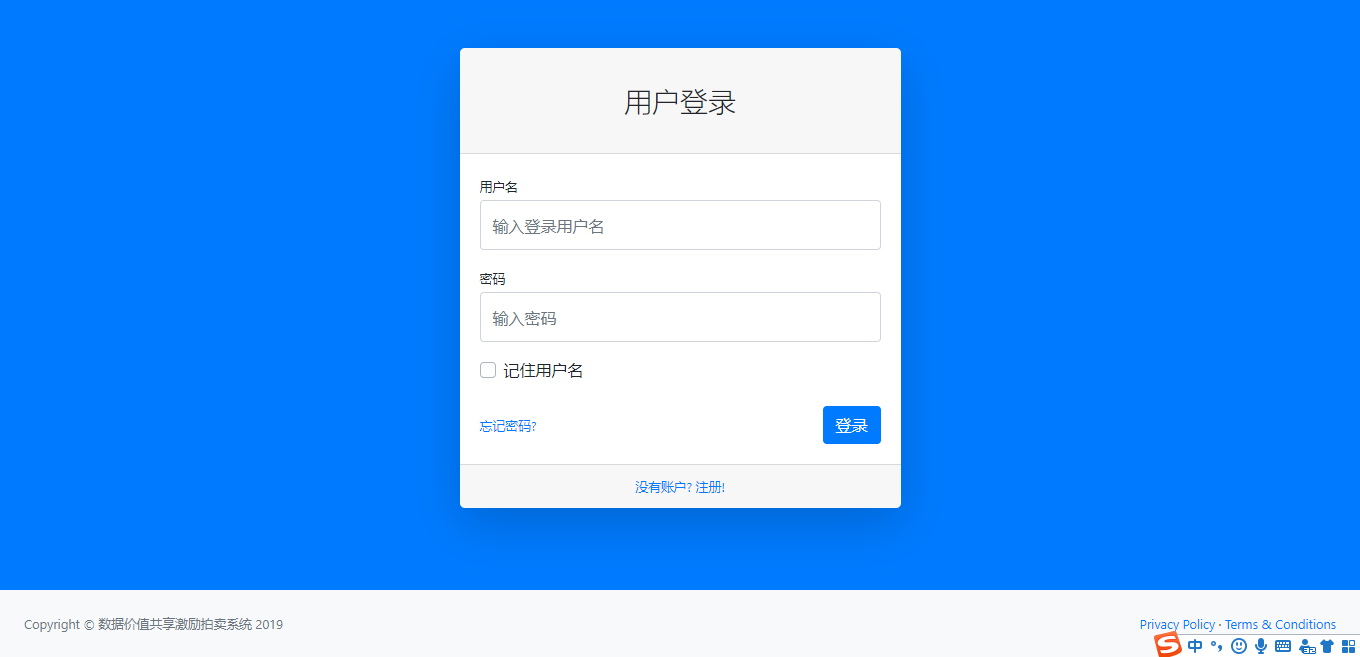 用户登录
用户名
输入登录用户名
密码
输入密码
记住用户名
忘记密码?
登录
没有账户? 注册!
Copyright © 数据价值共享激励拍卖系统 2019
Privacy Policy · Terms & Conditions
中